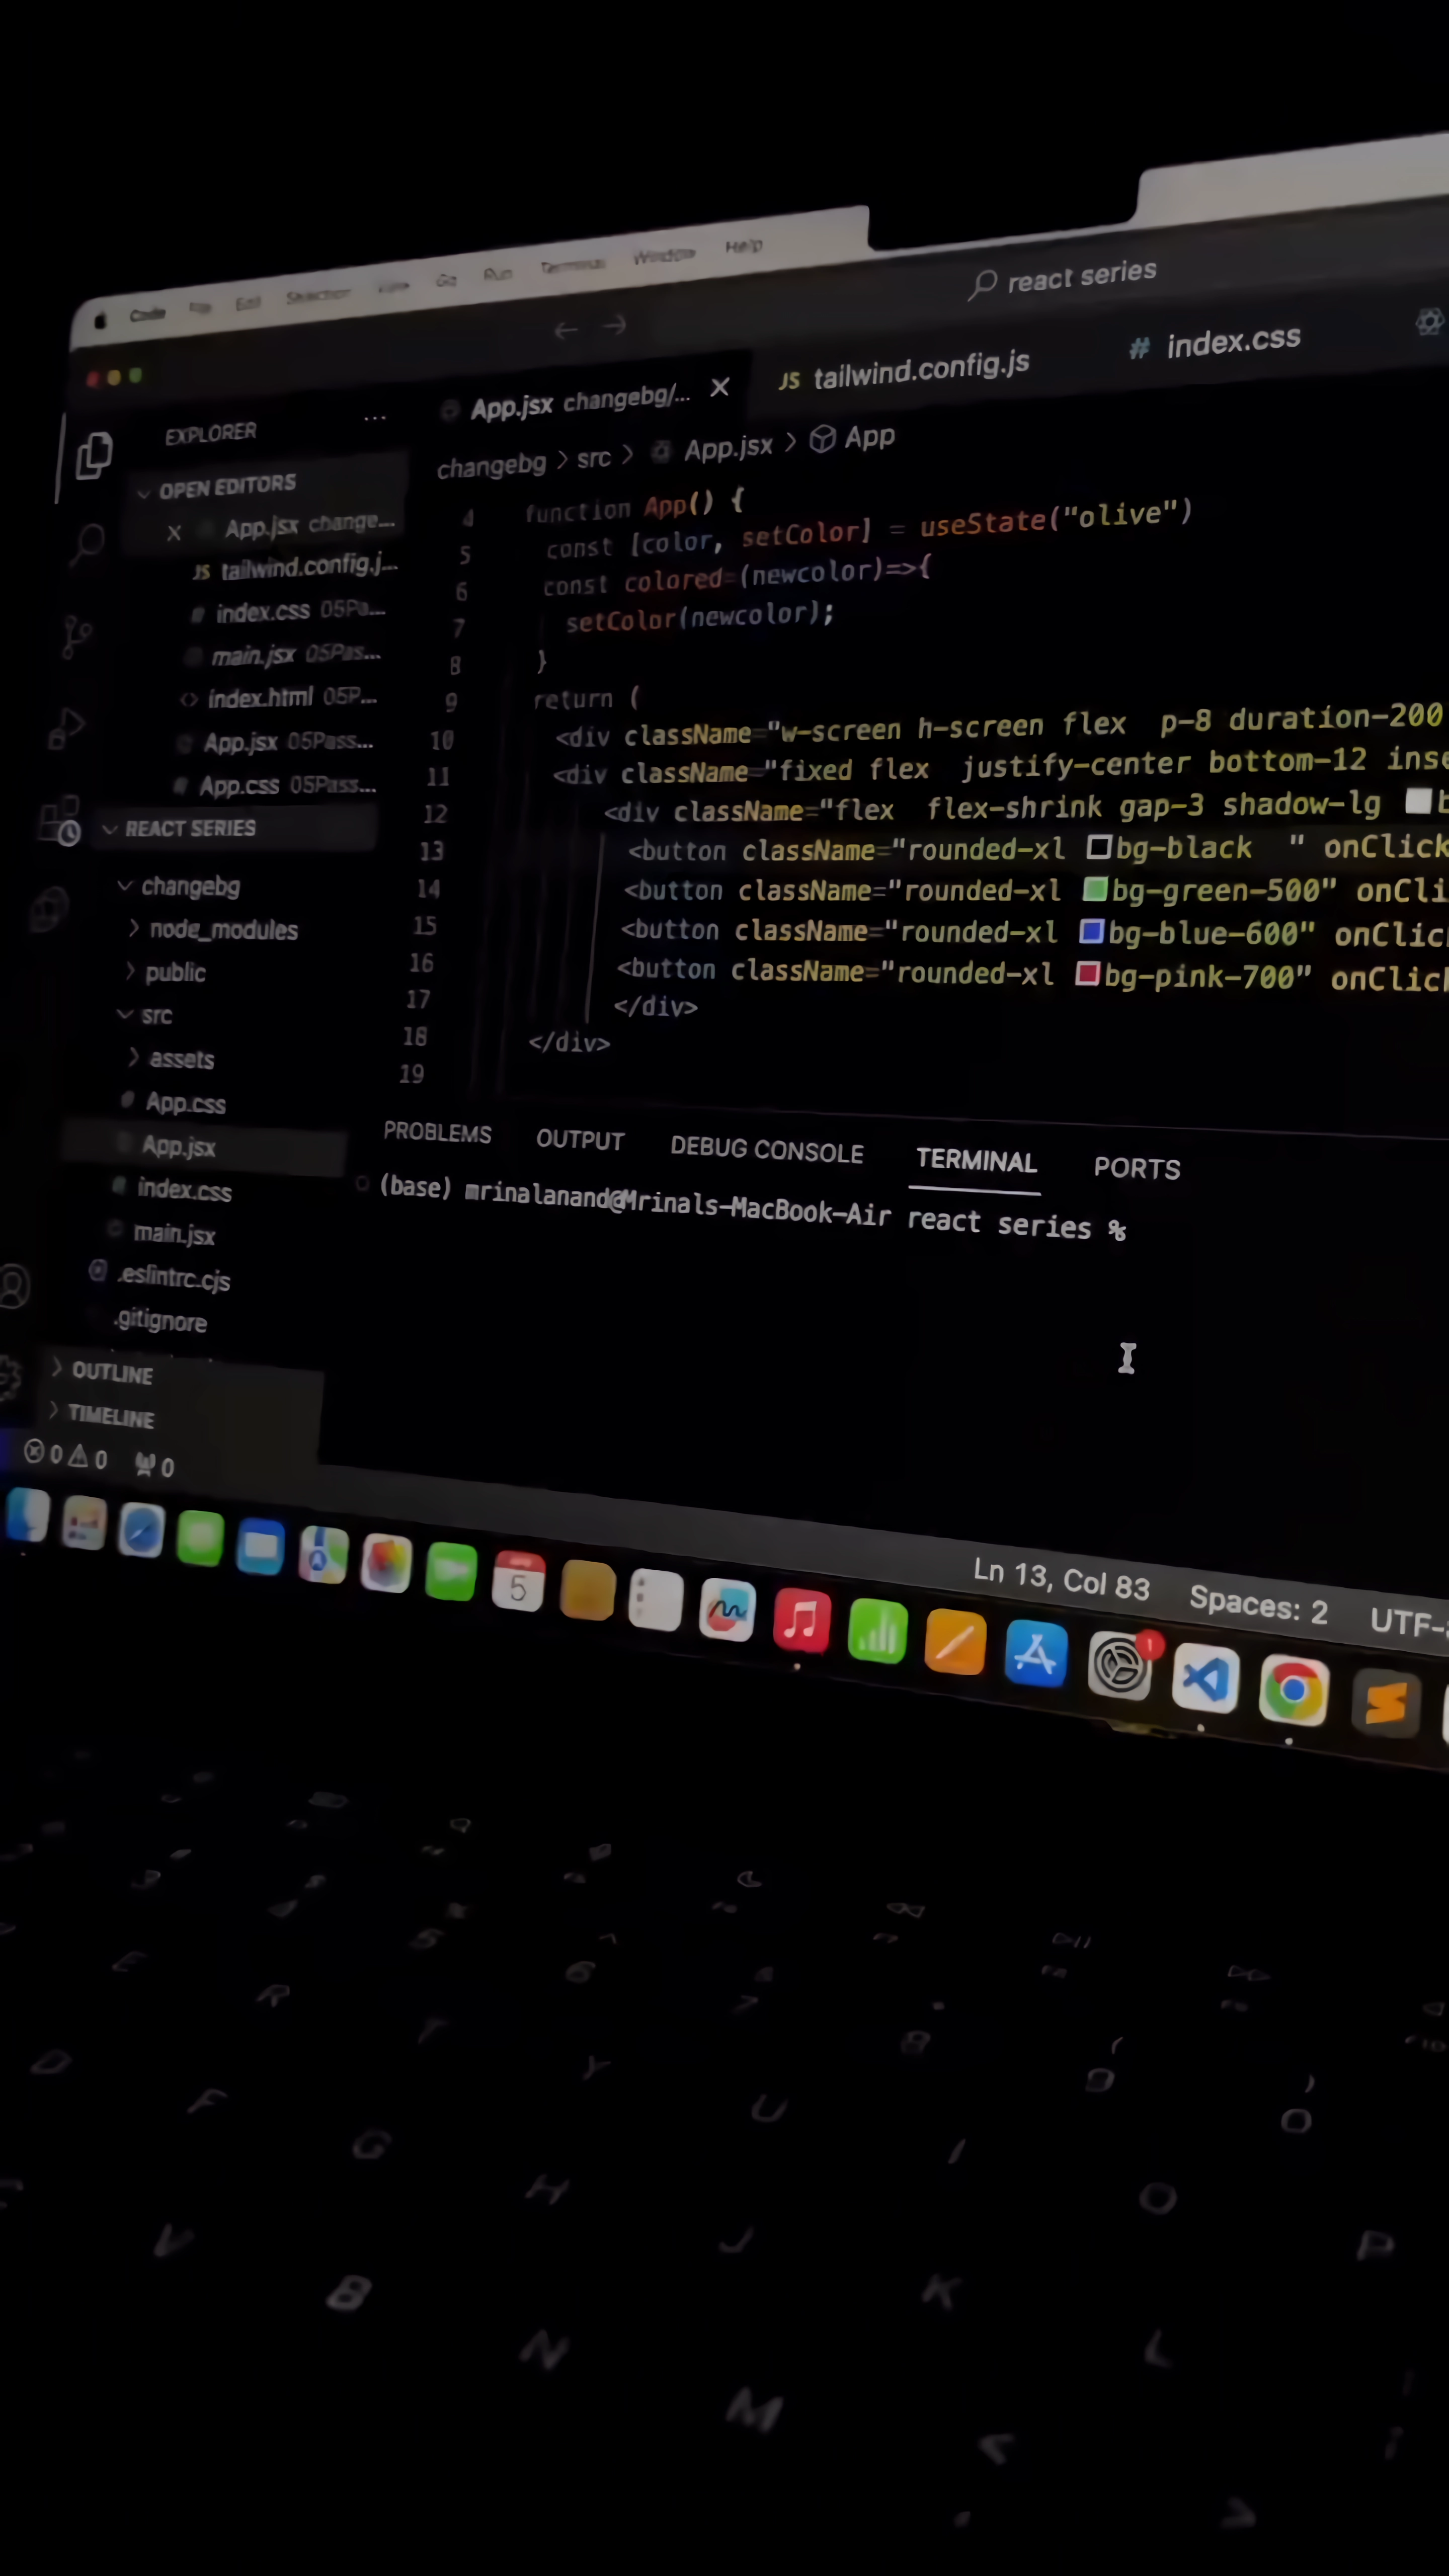 Code File Edit Selection View Go Run Terminal Window Help
react series
App.jsx changebg/...
JS tailwind.config.js
# index.css
changebg > src > App.jsx > App
EXPLORER ...
OPEN EDITORS
App.jsx change...
JS tailwind.config.j...
# index.css 05Pa...
main.jsx 05Pas...
<> index.html 05P...
App.jsx 05Pass...
# App.css 05Pass...
REACT SERIES
changebg
node_modules
public
src
assets
App.css
App.jsx
# index.css
main.jsx
.eslintrc.cjs
.gitignore
OUTLINE
TIMELINE
4 function App() {
5 const [color, setColor] = useState("olive")
6 const colored=(newcolor)=>{
7 setColor(newcolor);
8 }
9 return (
10 <div className="w-screen h-screen flex p-8 duration-200
11 <div className="fixed flex justify-center bottom-12 inse
12 <div className="flex flex-shrink gap-3 shadow-lg b
13 <button className="rounded-xl bg-black " onClick
14 <button className="rounded-xl bg-green-500" onCli
15 <button className="rounded-xl bg-blue-600" onClic
16 <button className="rounded-xl bg-pink-700" onClick
17 </div>
18 </div>
19
PROBLEMS OUTPUT DEBUG CONSOLE TERMINAL PORTS
(base) mrinalanand@Mrinals-MacBook-Air react series %
0 0 0
Ln 13, Col 83 Spaces: 2 UTF-
5
5 6 7 8 9 0
E R T Y U I O P
D F G H J K L
V B N M < >